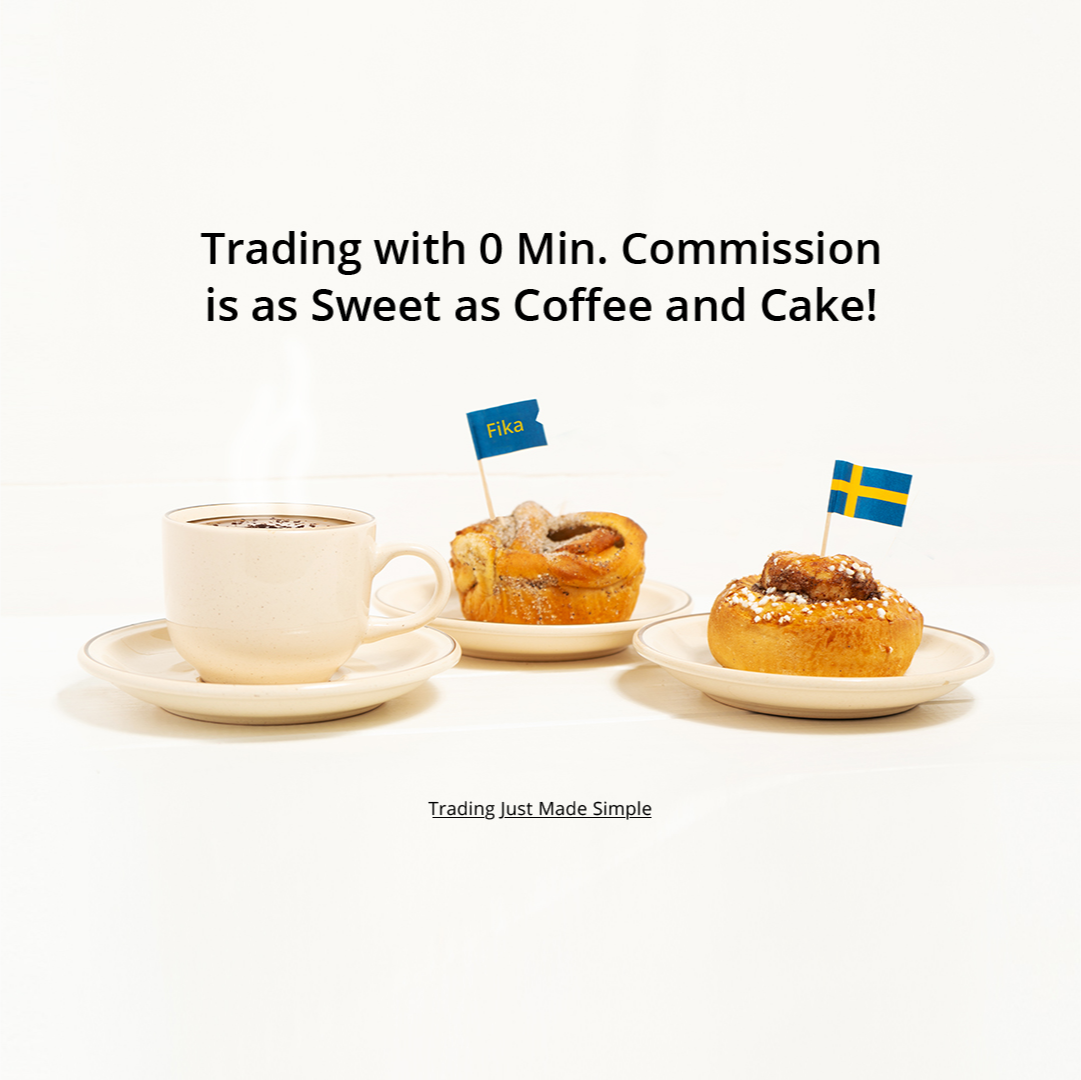 Trading with 0 Min. Commission
is as Sweet as Coffee and Cake!
Fika
Trading Just Made Simple